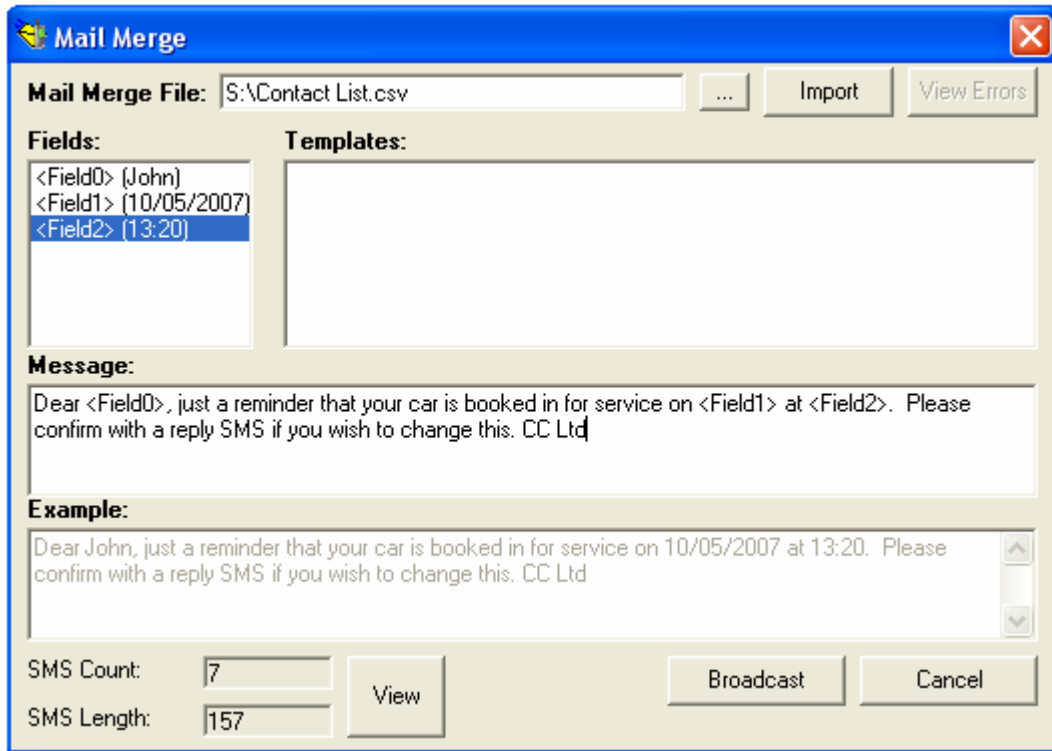 Mail Merge
Mail Merge File: S:\Contact List.csv ... Import View Errors
Fields: Templates:
<Field0> (John)
<Field1> (10/05/2007)
<Field2> (13:20)
Message:
Dear <Field0>, just a reminder that your car is booked in for service on <Field1> at <Field2>.  Please
confirm with a reply SMS if you wish to change this. CC Ltd
Example:
Dear John, just a reminder that your car is booked in for service on 10/05/2007 at 13:20.  Please
confirm with a reply SMS if you wish to change this. CC Ltd
SMS Count: 7
SMS Length: 157
View
Broadcast
Cancel